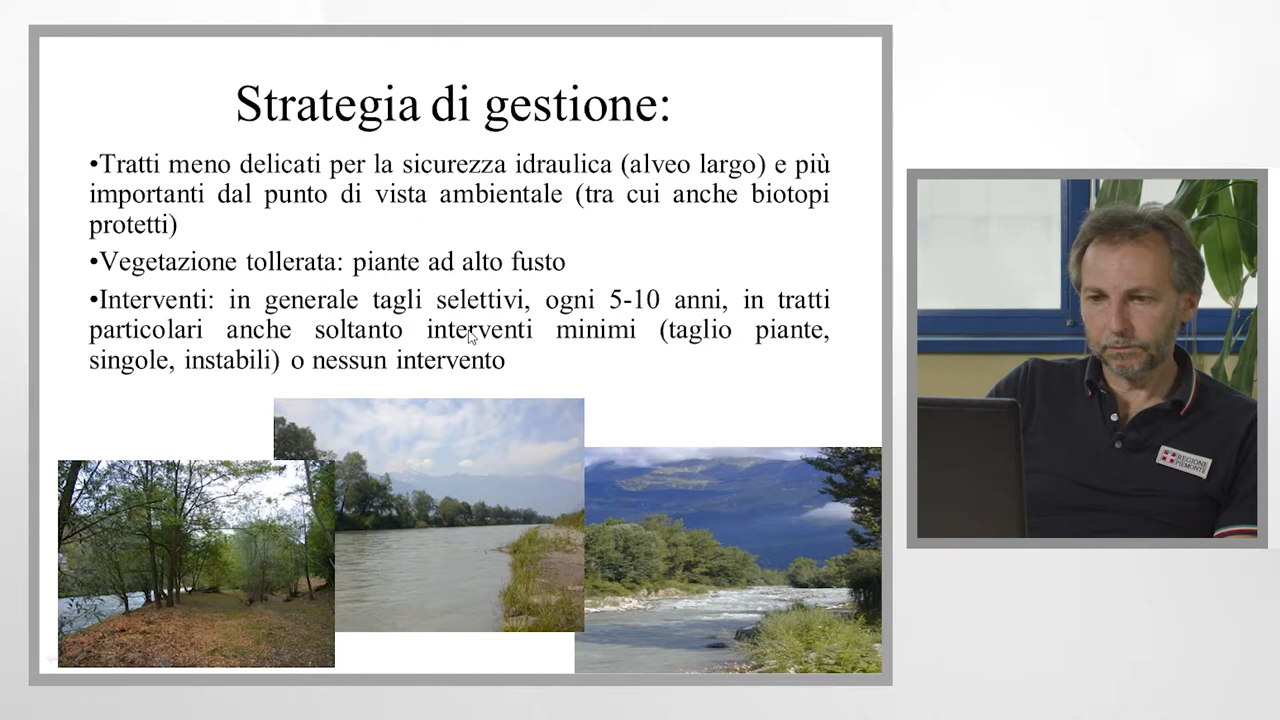 Strategia di gestione:
•Tratti meno delicati per la sicurezza idraulica (alveo largo) e più
importanti dal punto di vista ambientale (tra cui anche biotopi
protetti)
•Vegetazione tollerata: piante ad alto fusto
•Interventi: in generale tagli selettivi, ogni 5-10 anni, in tratti
particolari anche soltanto interventi minimi (taglio piante,
singole, instabili) o nessun intervento
REGIONE
PIEMONTE